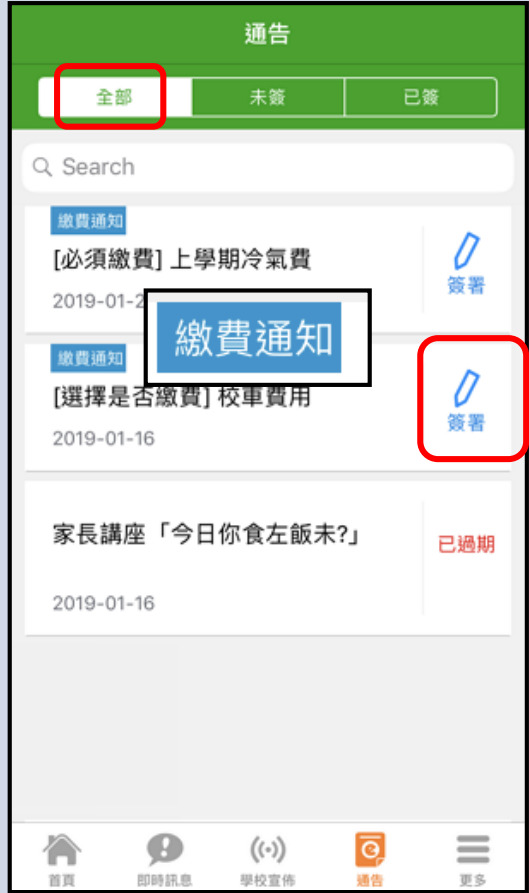 通告
全部 未簽 已簽
Search
繳費通知
[必須繳費] 上學期冷氣費
簽署
2019-01-2
繳費通知
繳費通知
[選擇是否繳費] 校車費用
簽署
2019-01-16
家長講座「今日你食左飯未?」
已過期
2019-01-16
首頁 即時訊息 學校宣佈 通告 更多